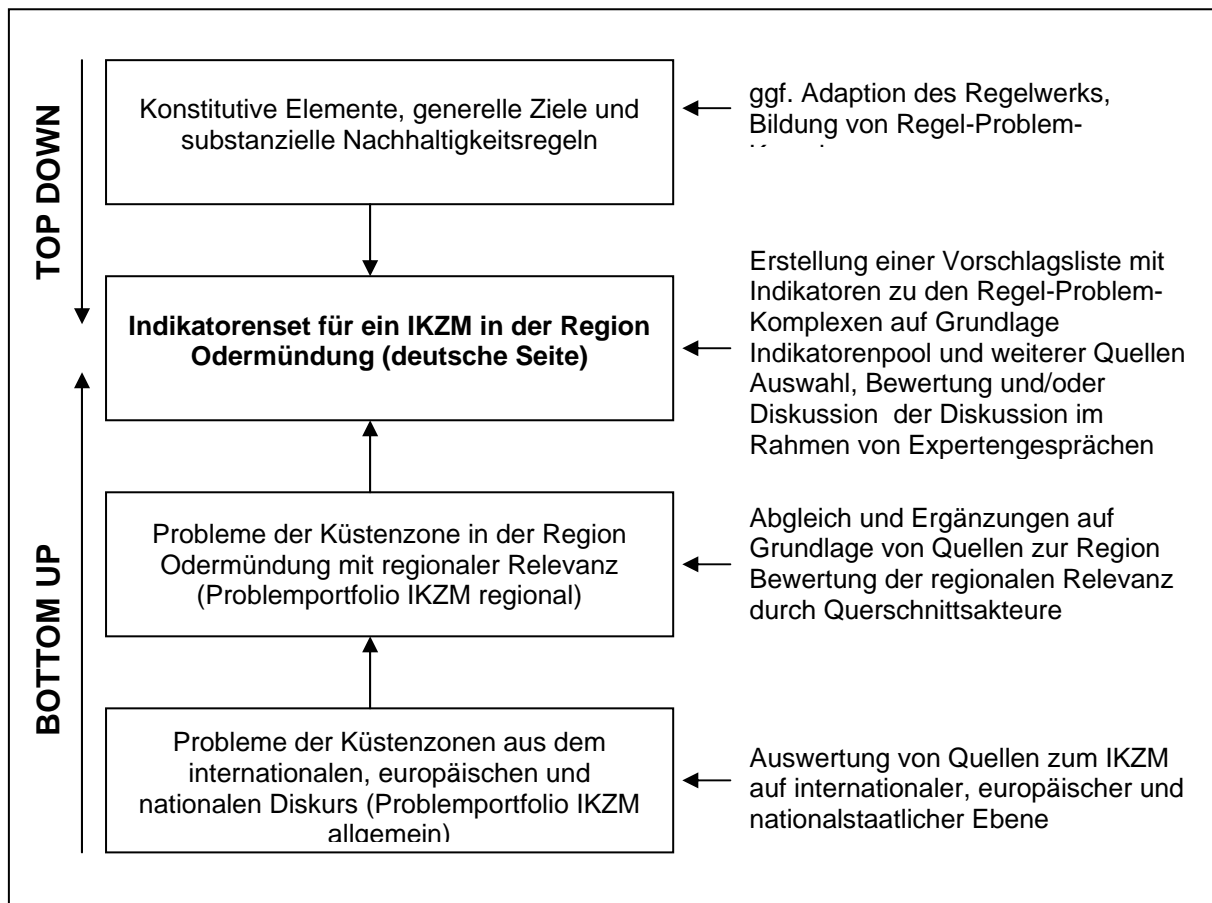 TOP DOWN
Konstitutive Elemente, generelle Ziele und
substanzielle Nachhaltigkeitsregeln
ggf. Adaption des Regelwerks,
Bildung von Regel-Problem-
Indikatorenset für ein IKZM in der Region
Odermündung (deutsche Seite)
Erstellung einer Vorschlagsliste mit
Indikatoren zu den Regel-Problem-
Komplexen auf Grundlage
Indikatorenpool und weiterer Quellen
Auswahl, Bewertung und/oder
Diskussion  der Diskussion im
Rahmen von Expertengesprächen
BOTTOM UP
Probleme der Küstenzone in der Region
Odermündung mit regionaler Relevanz
(Problemportfolio IKZM regional)
Abgleich und Ergänzungen auf
Grundlage von Quellen zur Region
Bewertung der regionalen Relevanz
durch Querschnittsakteure
Probleme der Küstenzonen aus dem
internationalen, europäischen und
nationalen Diskurs (Problemportfolio IKZM
allgemein)
Auswertung von Quellen zum IKZM
auf internationaler, europäischer und
nationalstaatlicher Ebene